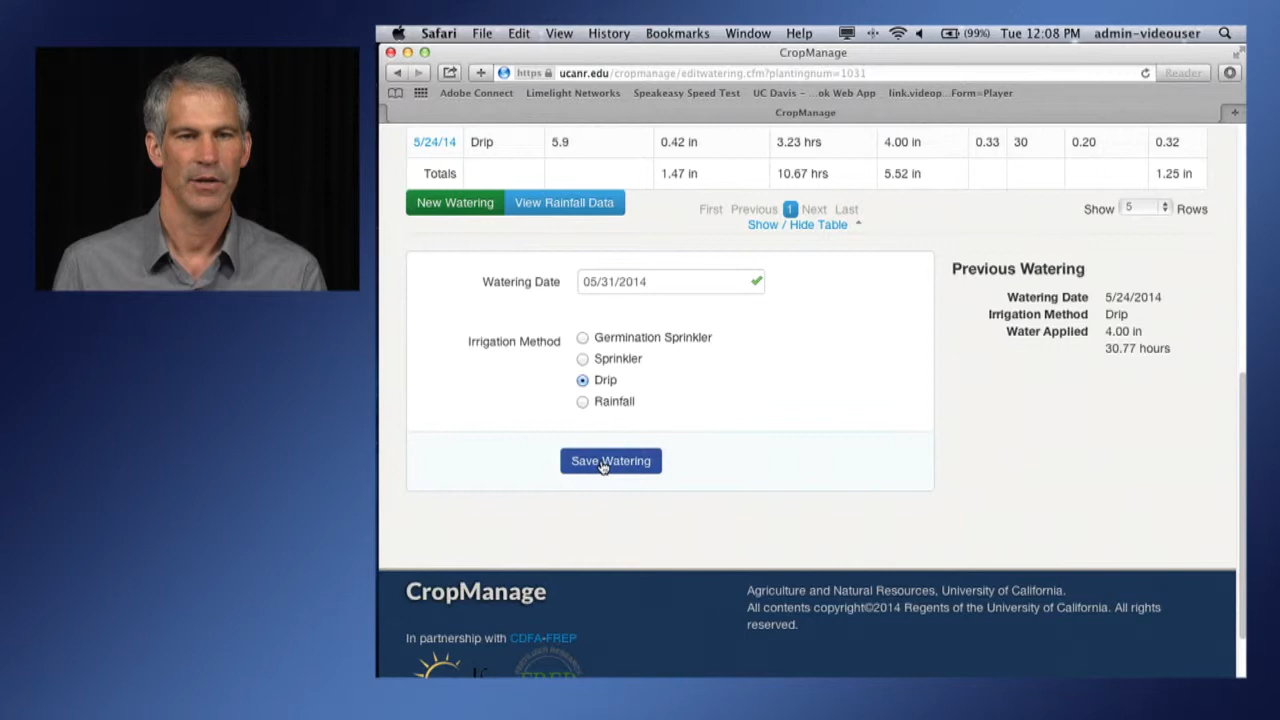 Safari File Edit View History Bookmarks Window Help (99%) Tue 12:08 PM admin-videouser
CropManage
https ucanr.edu/cropmanage/editwatering.cfm?plantingnum=1031 Reader
Adobe Connect Limelight Networks Speakeasy Speed Test UC Davis - ...ok Web App link.videop...Form=Player
CropManage
5/24/14 Drip 5.9 0.42 in 3.23 hrs 4.00 in 0.33 30 0.20 0.32
Totals 1.47 in 10.67 hrs 5.52 in 1.25 in
New Watering View Rainfall Data First Previous 1 Next Last Show 5 Rows
Show / Hide Table
Watering Date 05/31/2014
Irrigation Method
Germination Sprinkler
Sprinkler
Drip
Rainfall
Save Watering
Previous Watering
Watering Date 5/24/2014
Irrigation Method Drip
Water Applied 4.00 in
30.77 hours
CropManage
In partnership with CDFA-FREP
Agriculture and Natural Resources, University of California.
All contents copyright©2014 Regents of the University of California. All rights
reserved.